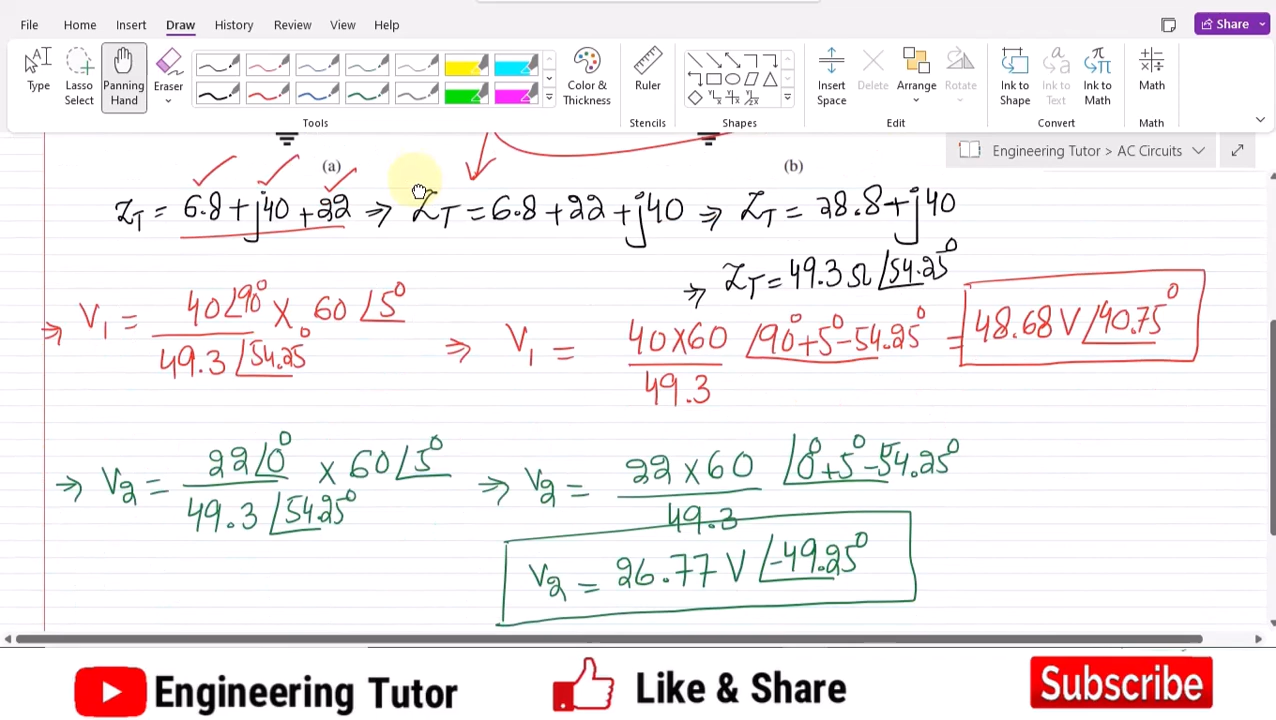 File Home Insert Draw History Review View Help Share
Type Lasso Select Panning Hand Eraser Color & Thickness Ruler Insert Space Delete Arrange Rotate Ink to Shape Ink to Text Ink to Math Math
Tools Stencils Shapes Edit Convert Math
Engineering Tutor > AC Circuits
(a) (b)
Z_T = 6.8+j40+22 ⇒ Z_T = 6.8+22+j40 ⇒ Z_T = 28.8+j40
⇒ Z_T = 49.3 Ω ∠54.25°
⇒ V₁ = 40∠90° × 60∠5° / 49.3∠54.25° ⇒ V₁ = 40×60 / 49.3 ∠90°+5°-54.25° = 48.68 V ∠40.75°
⇒ V₂ = 22∠0° × 60∠5° / 49.3∠54.25° ⇒ V₂ = 22×60 / 49.3 ∠0°+5°-54.25°
V₂ = 26.77 V ∠-49.25°
Engineering Tutor Like & Share Subscribe